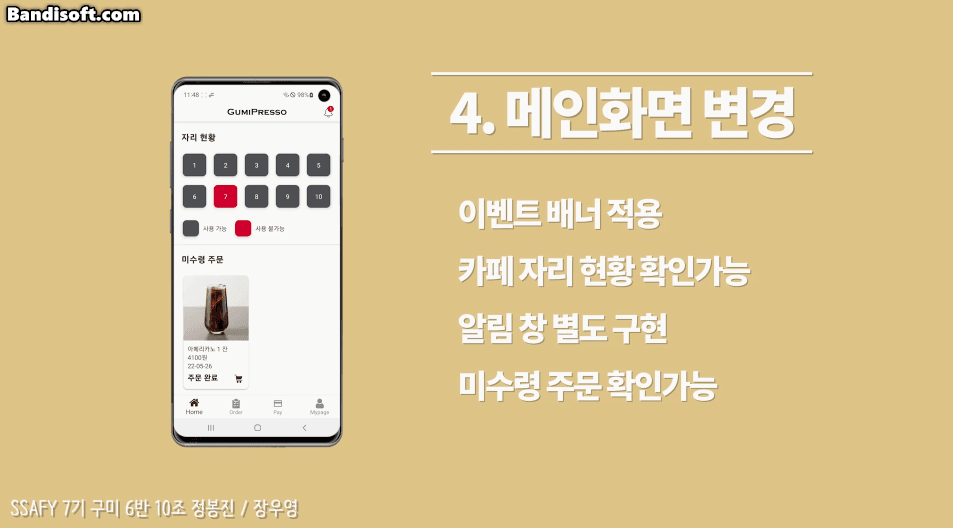 Bandisoft.com
11:48
98%
GUMIPRESSO
1
자리 현황
1 2 3 4 5
6 7 8 9 10
사용 가능 사용 불가능
미수령 주문
아메리카노 1 잔
4100원
22-05-26
주문 완료
Home Order Pay Mypage
4. 메인화면 변경
이벤트 배너 적용
카페 자리 현황 확인가능
알림 창 별도 구현
미수령 주문 확인가능
SSAFY 7기 구미 6반 10조 정봉진 / 장우영